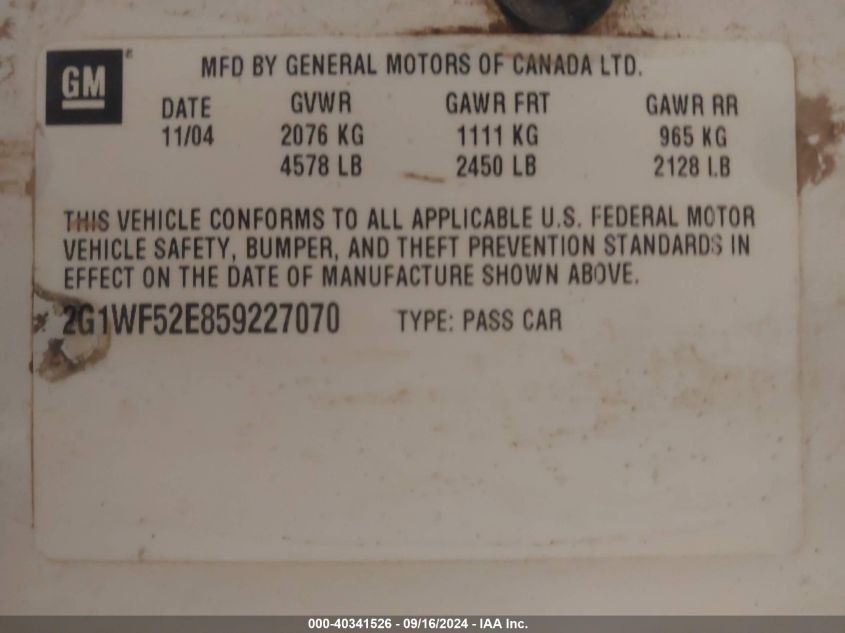 GM
MFD BY GENERAL MOTORS OF CANADA LTD.
DATE GVWR GAWR FRT GAWR RR
11/04 2076 KG 1111 KG 965 KG
4578 LB 2450 LB 2128 LB
THIS VEHICLE CONFORMS TO ALL APPLICABLE U.S. FEDERAL MOTOR
VEHICLE SAFETY, BUMPER, AND THEFT PREVENTION STANDARDS IN
EFFECT ON THE DATE OF MANUFACTURE SHOWN ABOVE.
2G1WF52E859227070 TYPE: PASS CAR
000-40341526 - 09/16/2024 - IAA Inc.